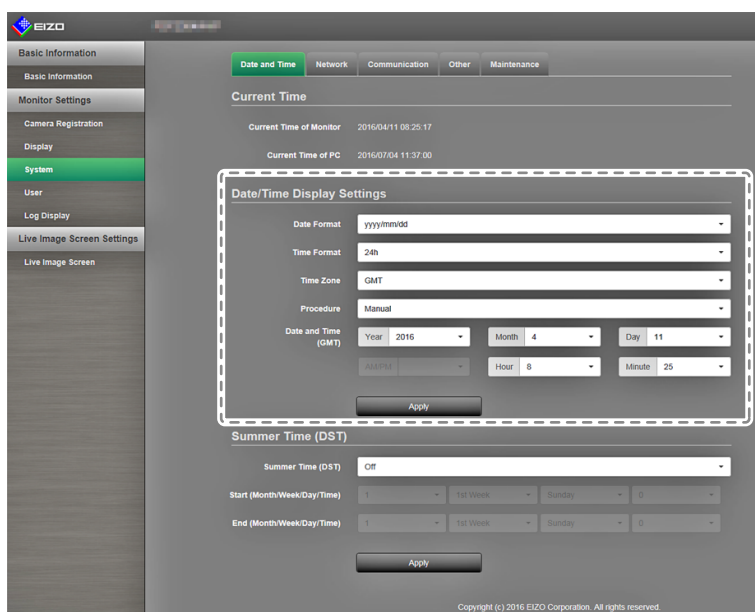 EIZO
Basic Information
Basic Information
Monitor Settings
Camera Registration
Display
System
User
Log Display
Live Image Screen Settings
Live Image Screen
Date and Time Network Communication Other Maintenance
Current Time
Current Time of Monitor 2016/04/11 08:25:17
Current Time of PC 2016/07/04 11:37:00
Date/Time Display Settings
Date Format yyyy/mm/dd
Time Format 24h
Time Zone GMT
Procedure Manual
Date and Time
(GMT) Year 2016 Month 4 Day 11
AM/PM Hour 8 Minute 25
Apply
Summer Time (DST)
Summer Time (DST) Off
Start (Month/Week/Day/Time) 1 1st Week Sunday 0
End (Month/Week/Day/Time) 1 1st Week Sunday 0
Apply
Copyright (c) 2016 EIZO Corporation. All rights reserved.